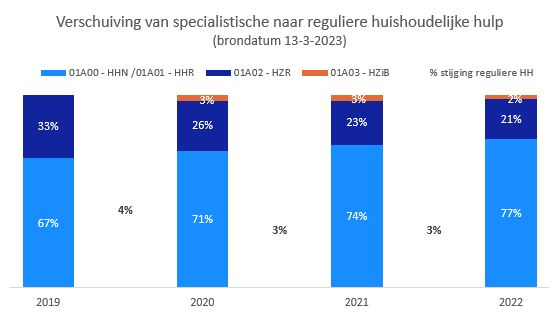 Verschuiving van specialistische naar reguliere huishoudelijke hulp
(brondatum 13-3-2023)
01A00 - HHN /01A01 - HHR 01A02 - HZR 01A03 - HZiB % stijging reguliere HH
3% 3% 2%
33% 26% 23% 21%
67% 4% 71% 3% 74% 3% 77%
2019 2020 2021 2022